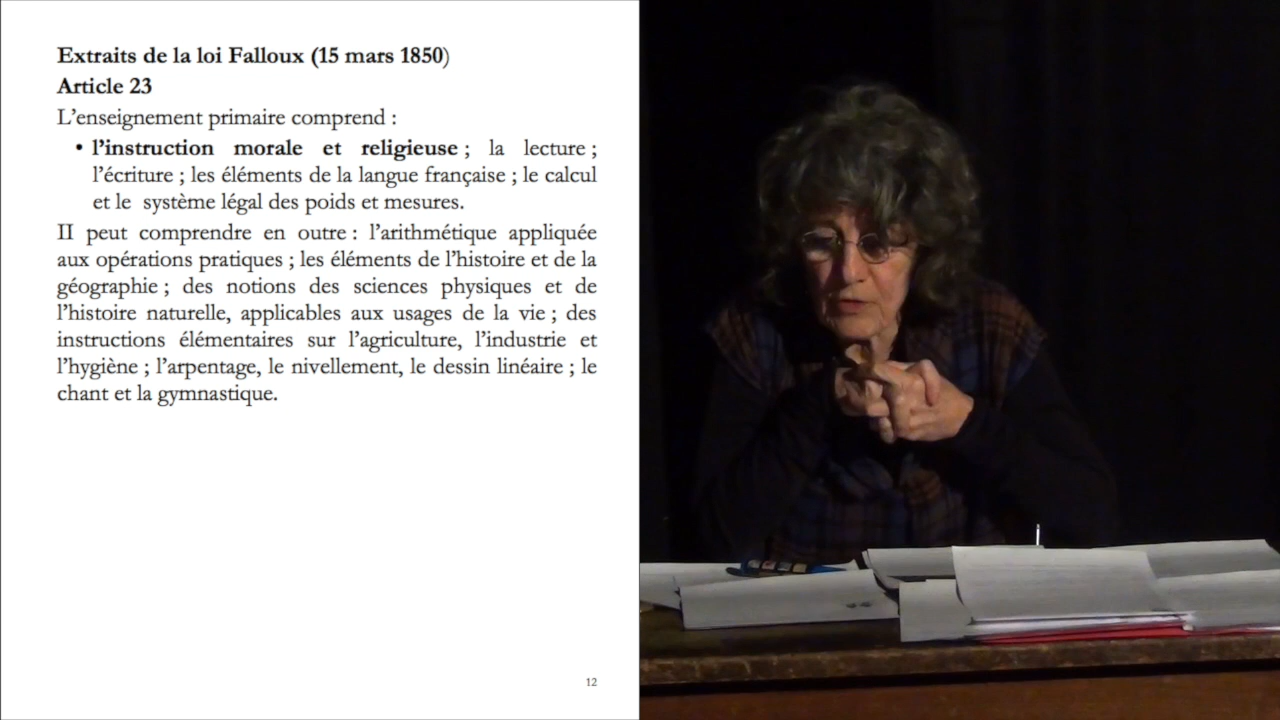 Extraits de la loi Falloux (15 mars 1850)
Article 23
L’enseignement primaire comprend :
• l’instruction morale et religieuse ; la lecture ;
l’écriture ; les éléments de la langue française ; le calcul
et le système légal des poids et mesures.
II peut comprendre en outre : l’arithmétique appliquée
aux opérations pratiques ; les éléments de l’histoire et de la
géographie ; des notions des sciences physiques et de
l’histoire naturelle, applicables aux usages de la vie ; des
instructions élémentaires sur l’agriculture, l’industrie et
l’hygiène ; l’arpentage, le nivellement, le dessin linéaire ; le
chant et la gymnastique.
12